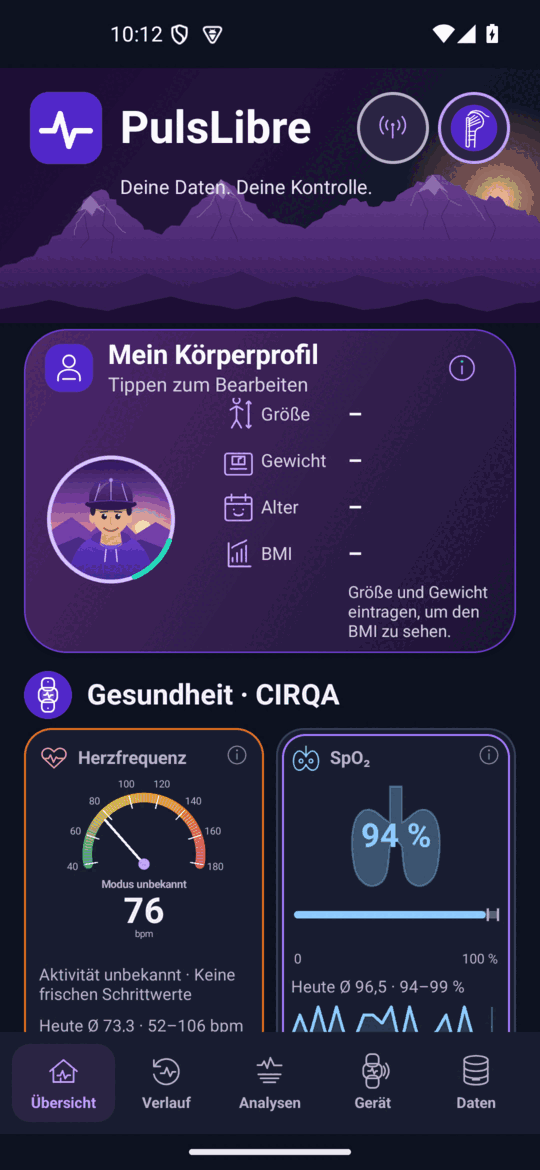 10:12
PulsLibre
Deine Daten. Deine Kontrolle.
Mein Körperprofil
Tippen zum Bearbeiten
Größe –
Gewicht –
Alter –
BMI –
Größe und Gewicht
eintragen, um den
BMI zu sehen.
Gesundheit · CIRQA
Herzfrequenz
40
60
80
100
120
140
160
180
Modus unbekannt
76
bpm
Aktivität unbekannt · Keine
frischen Schrittwerte
Heute Ø 73,3 · 52–106 bpm
SpO₂
94 %
0
100 %
Heute Ø 96,5 · 94–99 %
Übersicht
Verlauf
Analysen
Gerät
Daten